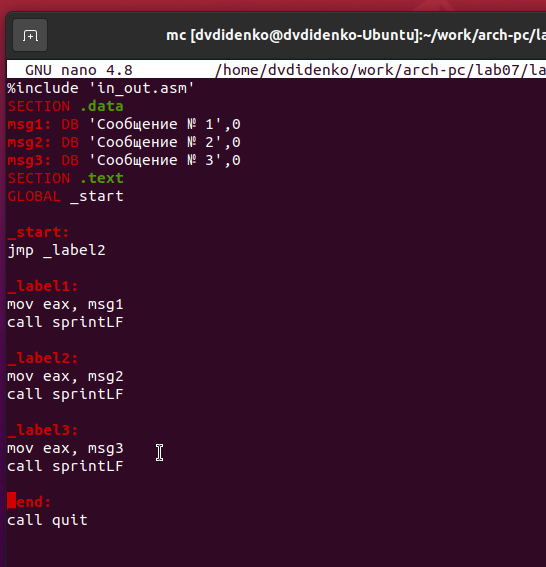 mc [dvdidenko@dvdidenko-Ubuntu]:~/work/arch-pc/la
GNU nano 4.8 /home/dvdidenko/work/arch-pc/lab07/la
%include 'in_out.asm'
SECTION .data
msg1: DB 'Сообщение № 1',0
msg2: DB 'Сообщение № 2',0
msg3: DB 'Сообщение № 3',0
SECTION .text
GLOBAL _start
_start:
jmp _label2
_label1:
mov eax, msg1
call sprintLF
_label2:
mov eax, msg2
call sprintLF
_label3:
mov eax, msg3
call sprintLF
end:
call quit